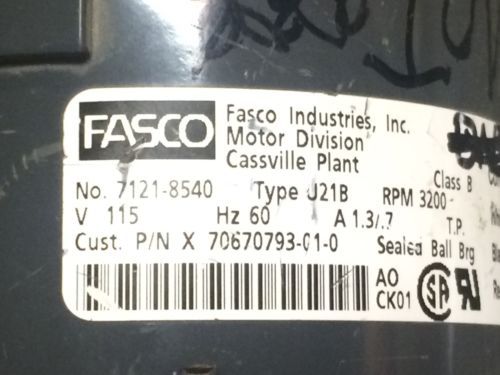 FASCO
Fasco Industries, Inc.
Motor Division
Cassville Plant
Class B
No. 7121-8540 Type U21B RPM 3200
V 115 Hz 60 A 1.3/.7 T.P.
Cust. P/N X 70670793-01-0 Sealed Ball Brg
AO
CK01